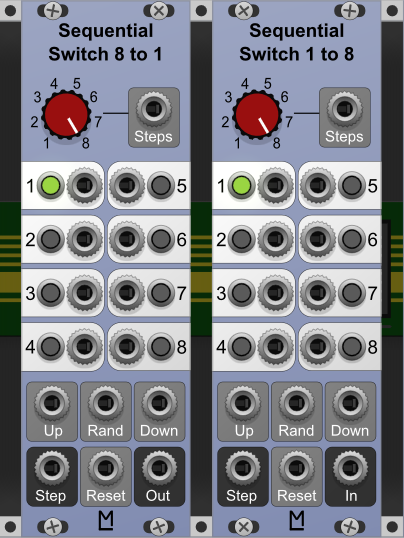 Sequential
Switch 8 to 1
4 5
3 6
2 7
1 8
Steps
1 5
2 6
3 7
4 8
Up Rand Down
Step Reset Out
Sequential
Switch 1 to 8
4 5
3 6
2 7
1 8
Steps
1 5
2 6
3 7
4 8
Up Rand Down
Step Reset In